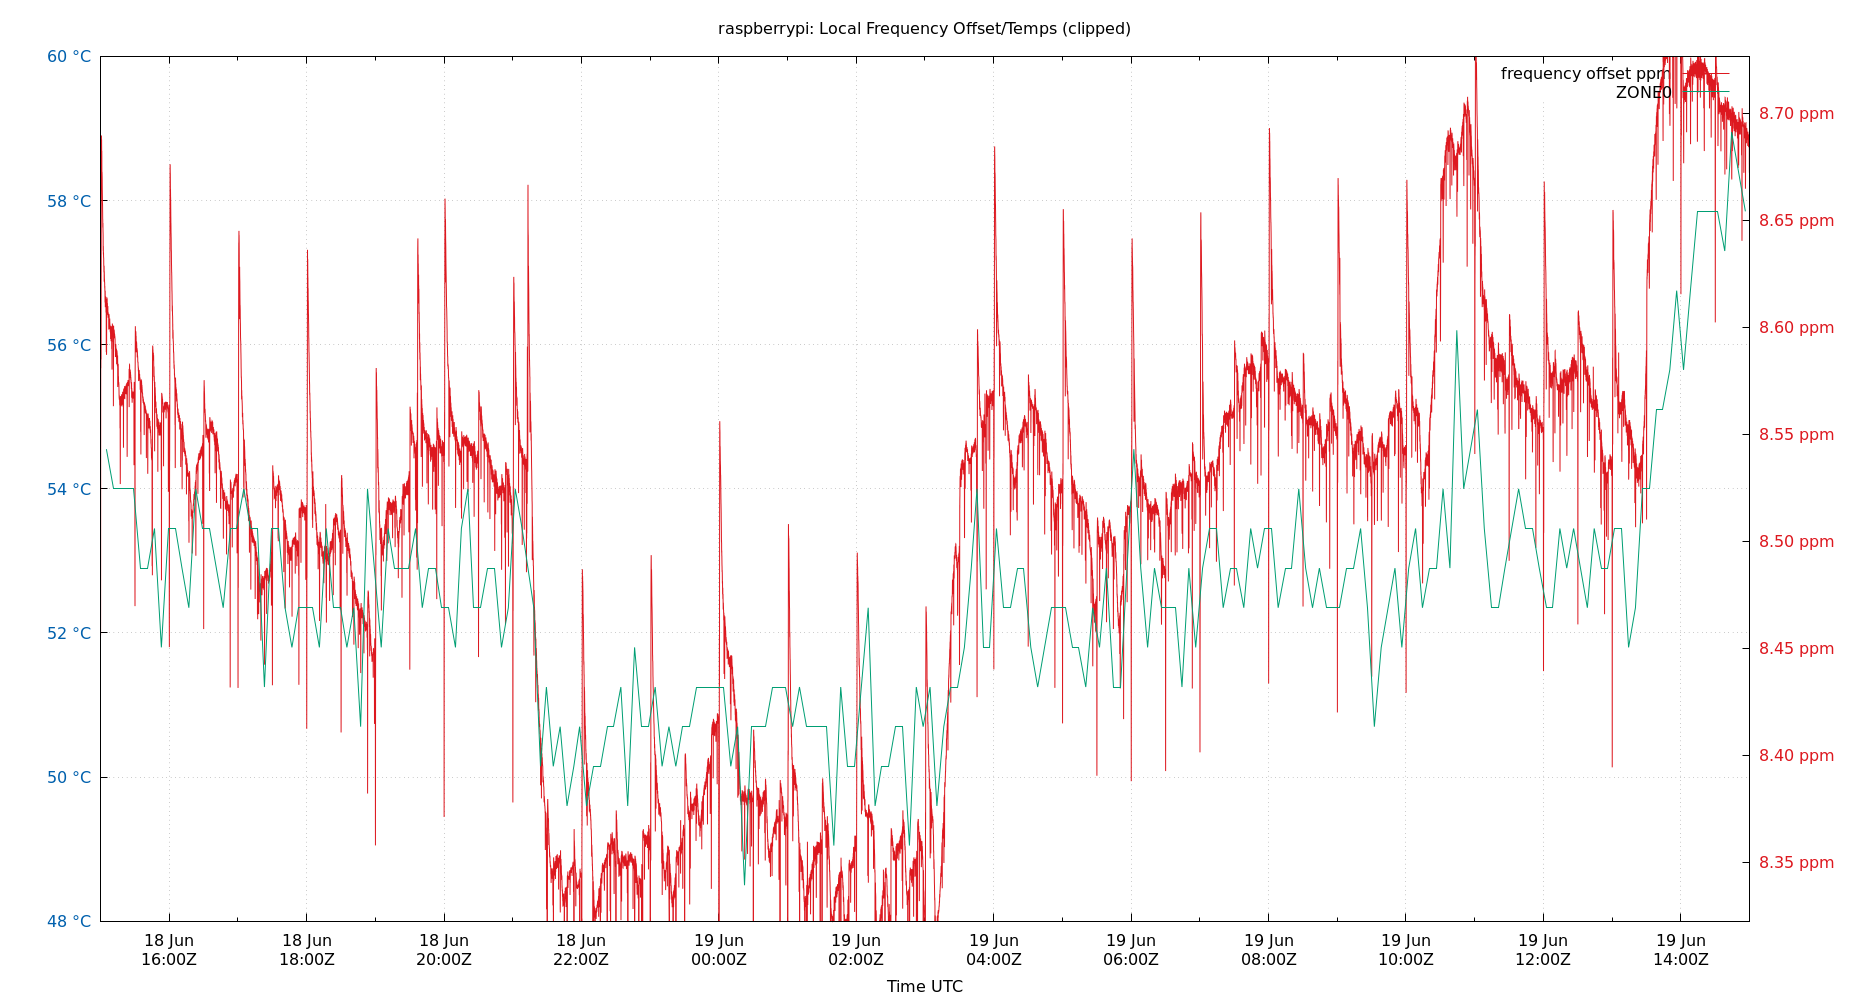 raspberrypi: Local Frequency Offset/Temps (clipped)
60 °C
58 °C
56 °C
54 °C
52 °C
50 °C
48 °C
frequency offset ppm
ZONE0
8.70 ppm
8.65 ppm
8.60 ppm
8.55 ppm
8.50 ppm
8.45 ppm
8.40 ppm
8.35 ppm
18 Jun 18 Jun 18 Jun 18 Jun 19 Jun 19 Jun 19 Jun 19 Jun 19 Jun 19 Jun 19 Jun 19 Jun
16:00Z 18:00Z 20:00Z 22:00Z 00:00Z 02:00Z 04:00Z 06:00Z 08:00Z 10:00Z 12:00Z 14:00Z
Time UTC